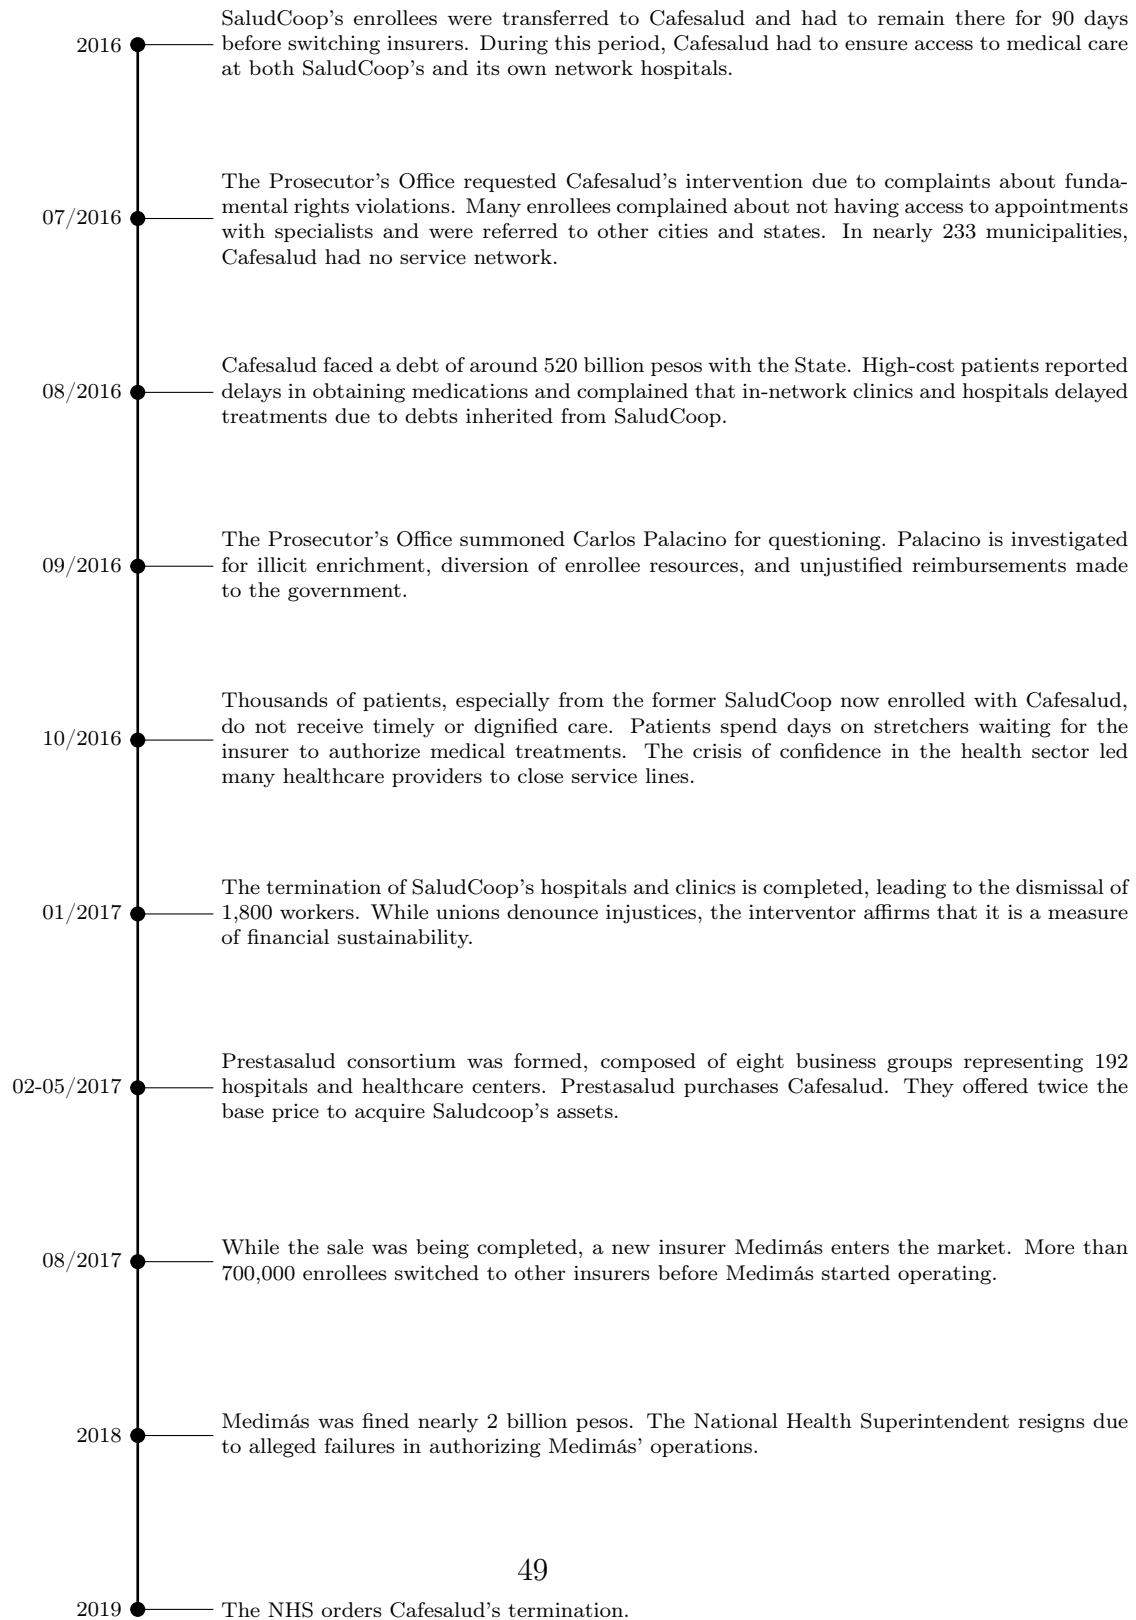 SaludCoop's enrollees were transferred to Cafesalud and had to remain there for 90 days
2016 before switching insurers. During this period, Cafesalud had to ensure access to medical care
at both SaludCoop's and its own network hospitals.
The Prosecutor's Office requested Cafesalud's intervention due to complaints about funda-
07/2016 mental rights violations. Many enrollees complained about not having access to appointments
with specialists and were referred to other cities and states. In nearly 233 municipalities,
Cafesalud had no service network.
Cafesalud faced a debt of around 520 billion pesos with the State. High-cost patients reported
08/2016 delays in obtaining medications and complained that in-network clinics and hospitals delayed
treatments due to debts inherited from SaludCoop.
The Prosecutor's Office summoned Carlos Palacino for questioning. Palacino is investigated
09/2016 for illicit enrichment, diversion of enrollee resources, and unjustified reimbursements made
to the government.
Thousands of patients, especially from the former SaludCoop now enrolled with Cafesalud,
do not receive timely or dignified care. Patients spend days on stretchers waiting for the
10/2016 insurer to authorize medical treatments. The crisis of confidence in the health sector led
many healthcare providers to close service lines.
The termination of SaludCoop's hospitals and clinics is completed, leading to the dismissal of
01/2017 1,800 workers. While unions denounce injustices, the interventor affirms that it is a measure
of financial sustainability.
Prestasalud consortium was formed, composed of eight business groups representing 192
02-05/2017 hospitals and healthcare centers. Prestasalud purchases Cafesalud. They offered twice the
base price to acquire Saludcoop's assets.
While the sale was being completed, a new insurer Medimás enters the market. More than
08/2017 700,000 enrollees switched to other insurers before Medimás started operating.
Medimás was fined nearly 2 billion pesos. The National Health Superintendent resigns due
2018 to alleged failures in authorizing Medimás' operations.
49
2019 The NHS orders Cafesalud's termination.